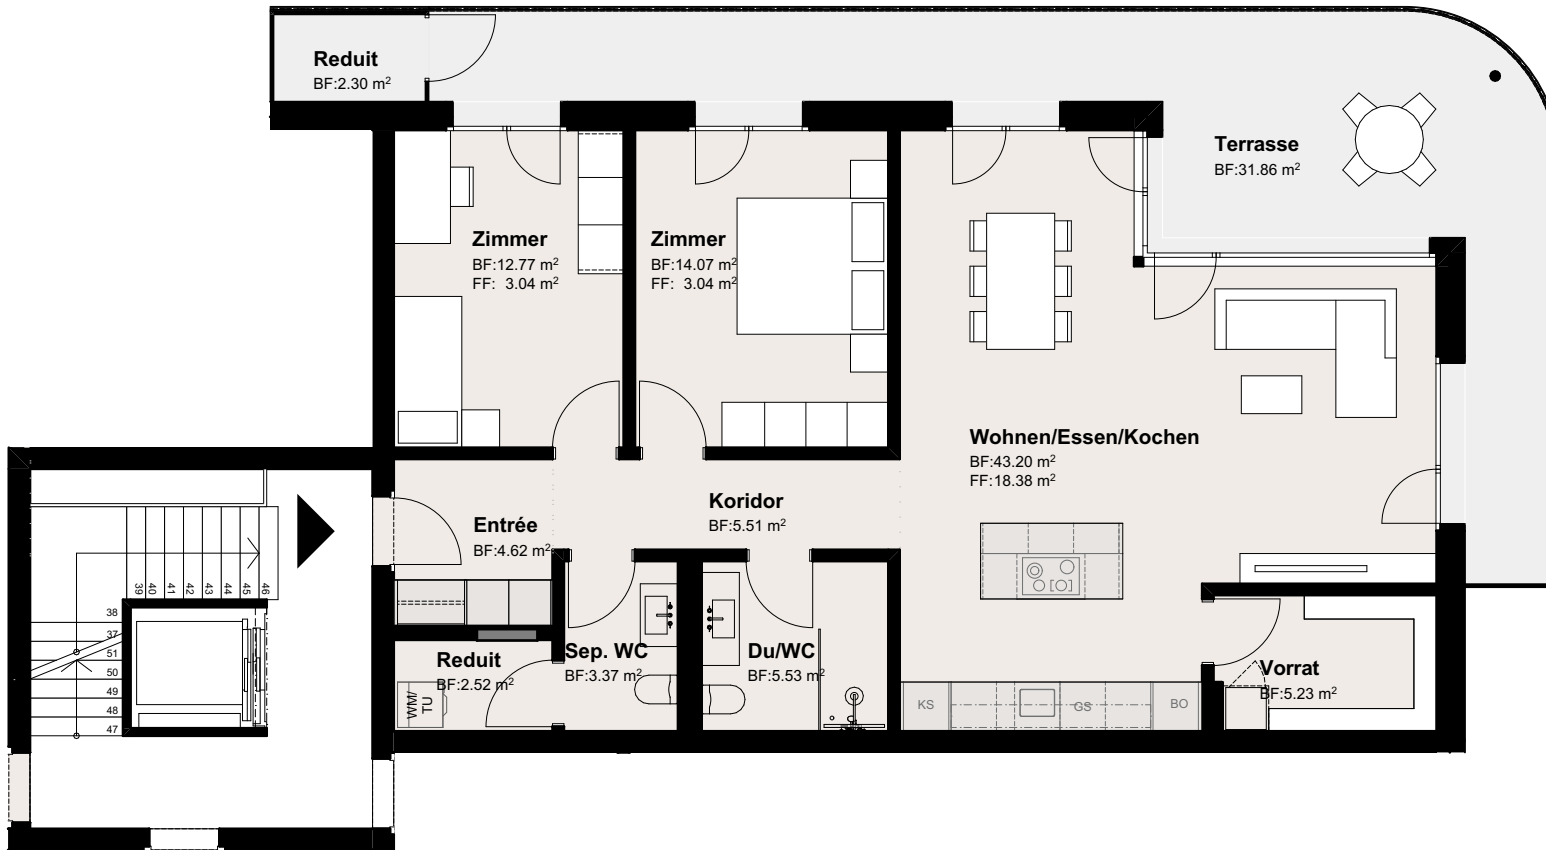 Reduit
BF:2.30 m²
Terrasse
BF:31.86 m²
Zimmer
BF:12.77 m²
FF: 3.04 m²
Zimmer
BF:14.07 m²
FF: 3.04 m²
Wohnen/Essen/Kochen
BF:43.20 m²
FF:18.38 m²
Koridor
BF:5.51 m²
Entrée
BF:4.62 m²
39
40
41
42
43
44
45
46
38
37
51
50
49
48
47
Reduit
BF:2.52 m²
WM/
TU
Sep. WC
BF:3.37 m²
Du/WC
BF:5.53 m²
Vorrat
BF:5.23 m²
KS
GS
BO